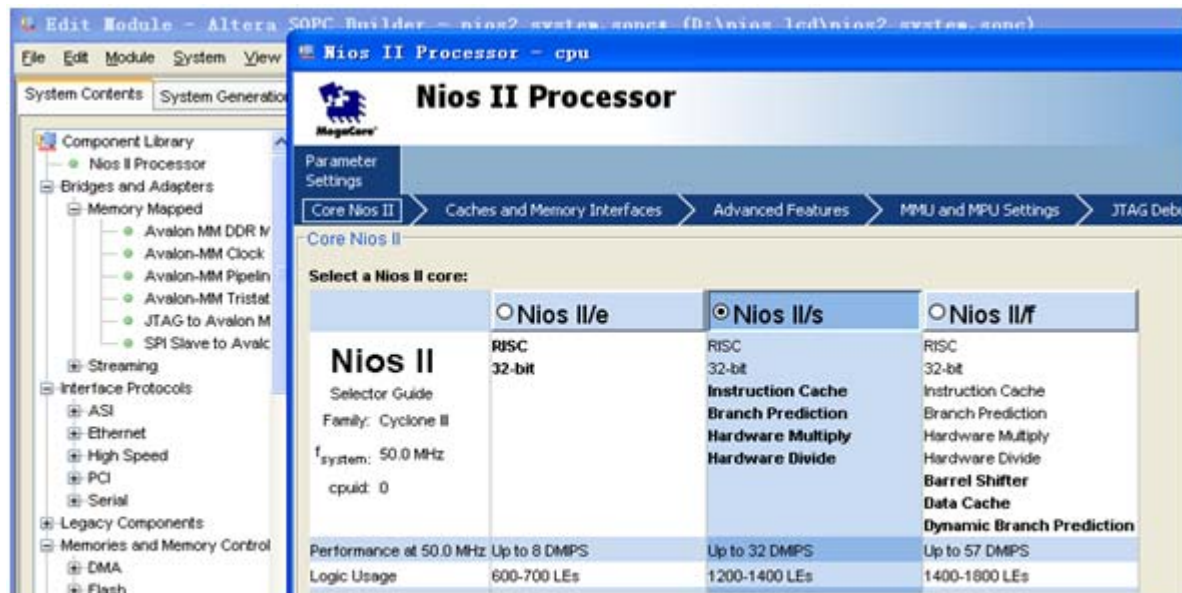 Edit Module - Altera SOPC Builder - nios2_system.sopc* (D:\nios_lcd\nios2_system.sopc)
File Edit Module System View
System Contents System Generatio
Component Library
Nios II Processor
Bridges and Adapters
Memory Mapped
Avalon MM DDR M
Avalon-MM Clock
Avalon-MM Pipelin
Avalon-MM Tristat
JTAG to Avalon M
SPI Slave to Avalc
Streaming
Interface Protocols
ASI
Ethernet
High Speed
PCI
Serial
Legacy Components
Memories and Memory Control
DMA
Flash
Nios II Processor - cpu
MegaCore'
Nios II Processor
Parameter
Settings
Core Nios II Caches and Memory Interfaces Advanced Features MMU and MPU Settings JTAG Debu
Core Nios II
Select a Nios II core:
Nios II/e Nios II/s Nios II/f
Nios II
Selector Guide
Family: Cyclone III
fsystem: 50.0 MHz
cpuid: 0
RISC
32-bit
RISC
32-bit
Instruction Cache
Branch Prediction
Hardware Multiply
Hardware Divide
RISC
32-bit
Instruction Cache
Branch Prediction
Hardware Multiply
Hardware Divide
Barrel Shifter
Data Cache
Dynamic Branch Prediction
Performance at 50.0 MHz Up to 8 DMIPS Up to 32 DMIPS Up to 57 DMIPS
Logic Usage 600-700 LEs 1200-1400 LEs 1400-1800 LEs